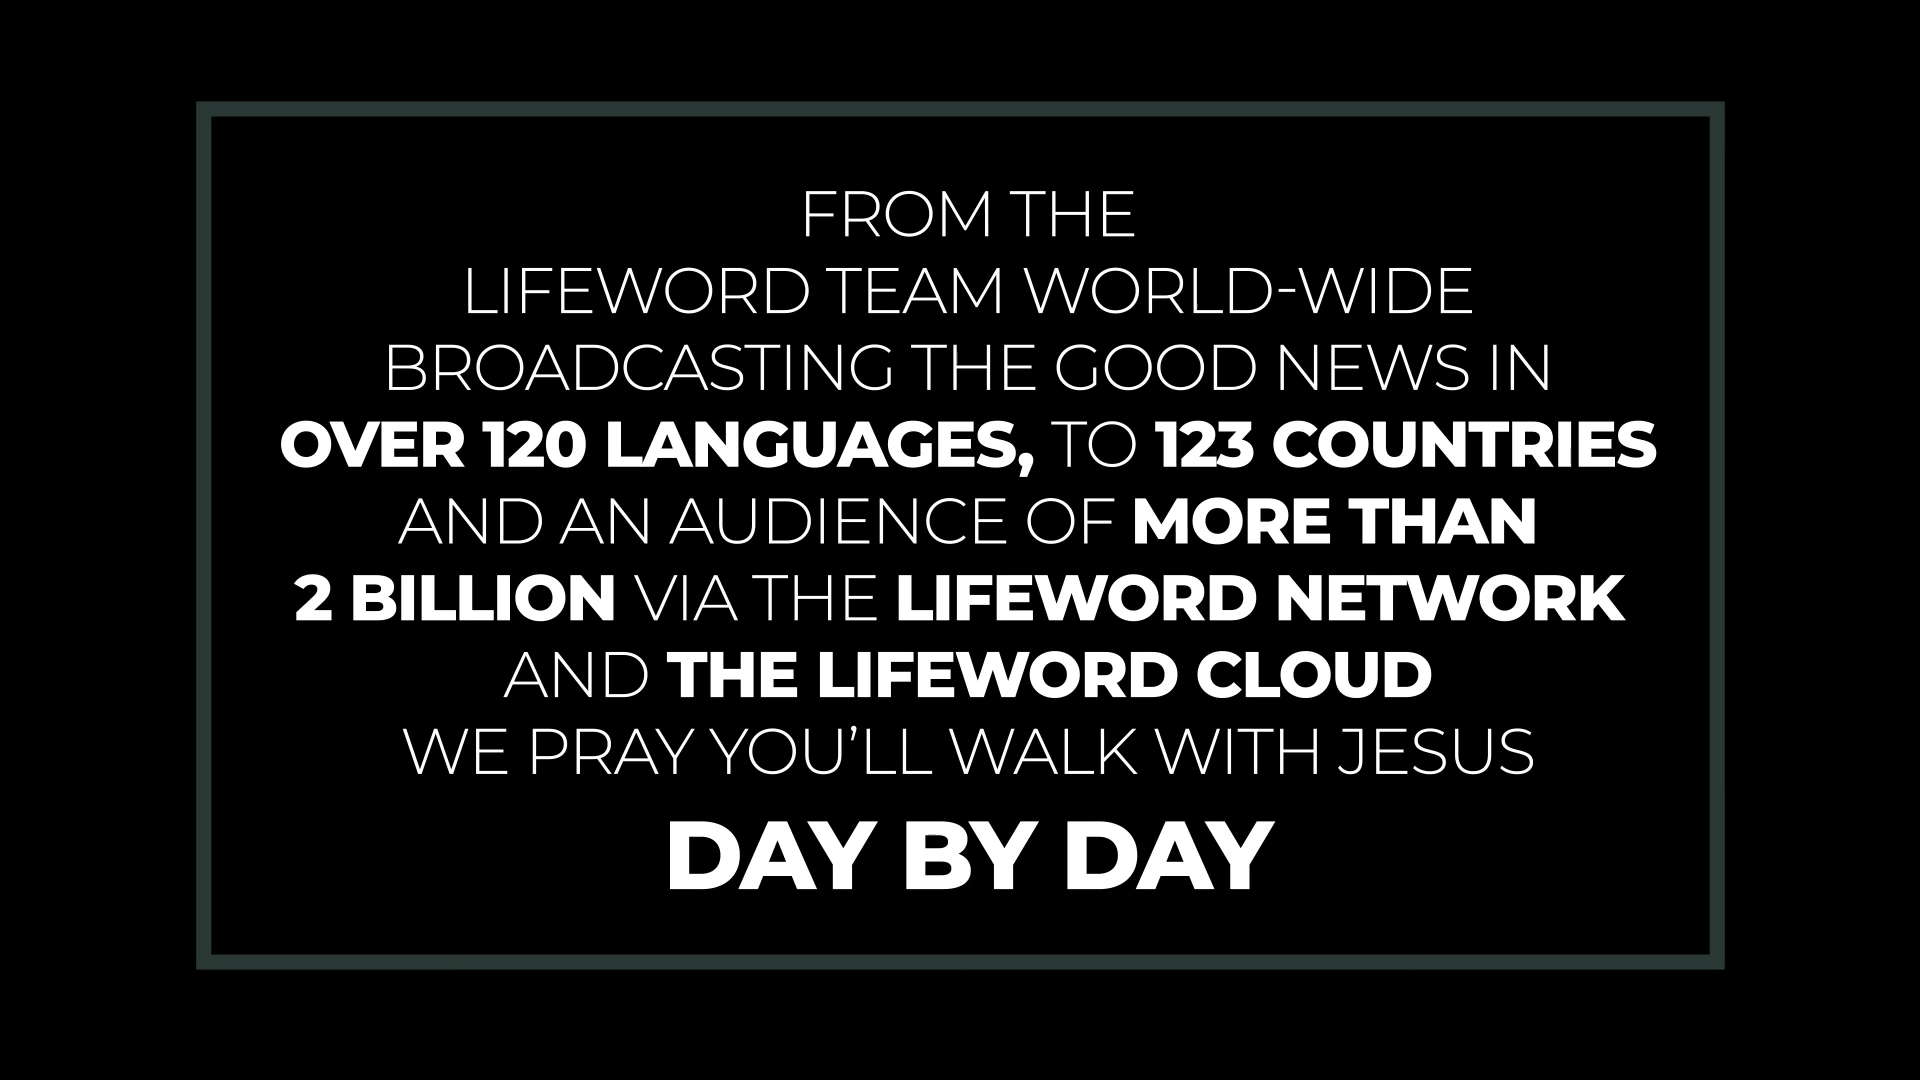 FROM THE
LIFEWORD TEAM WORLD-WIDE
BROADCASTING THE GOOD NEWS IN
OVER 120 LANGUAGES, TO 123 COUNTRIES
AND AN AUDIENCE OF MORE THAN
2 BILLION VIA THE LIFEWORD NETWORK
AND THE LIFEWORD CLOUD
WE PRAY YOU’LL WALK WITH JESUS
DAY BY DAY